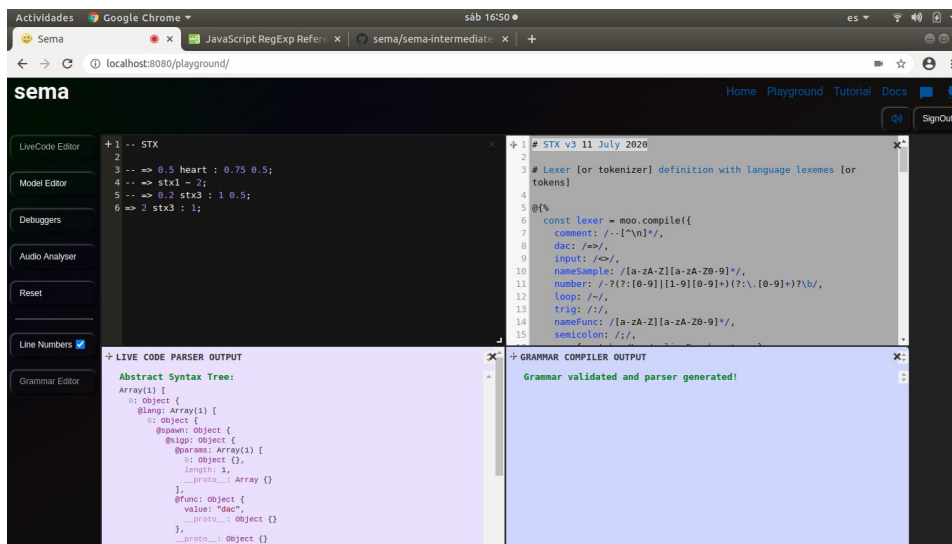 Actividades Google Chrome sáb 16:50 es
Sema JavaScript RegExp Refere sema/sema-intermediate-
localhost:8080/playground/
sema Home Playground Tutorial Docs
SignOut
LiveCode Editor
Model Editor
Debuggers
Audio Analyser
Reset
Line Numbers
Grammar Editor
1 -- STX
2
3 -- => 0.5 heart : 0.75 0.5;
4 -- => stx1 ~ 2;
5 -- => 0.2 stx3 : 1 0.5;
6 => 2 stx3 : 1;
1 # STX v3 11 July 2020
2
3 # Lexer [or tokenizer] definition with language lexemes [or
tokens]
4
5 @{%
6 const lexer = moo.compile({
7 comment: /--[^\n]*/,
8 dac: /=>/,
9 input: /<>/,
10 nameSample: /[a-zA-Z][a-zA-Z0-9]*/,
11 number: /-?(?:[0-9]|[1-9][0-9]+)(?:\.[0-9]+)?\b/,
12 loop: /~/,
13 trig: /:/,
14 nameFunc: /[a-zA-Z][a-zA-Z0-9]*/,
15 semicolon: /;/,
LIVE CODE PARSER OUTPUT
Abstract Syntax Tree:
Array(1) [
0: Object {
@lang: Array(1) [
0: Object {
@spawn: Object {
@sigp: Object {
@params: Array(1) [
0: Object {},
length: 1,
__proto__: Array {}
],
@func: Object {
value: "dac",
__proto__: Object {}
},
__proto__: Object {}
GRAMMAR COMPILER OUTPUT
Grammar validated and parser generated!